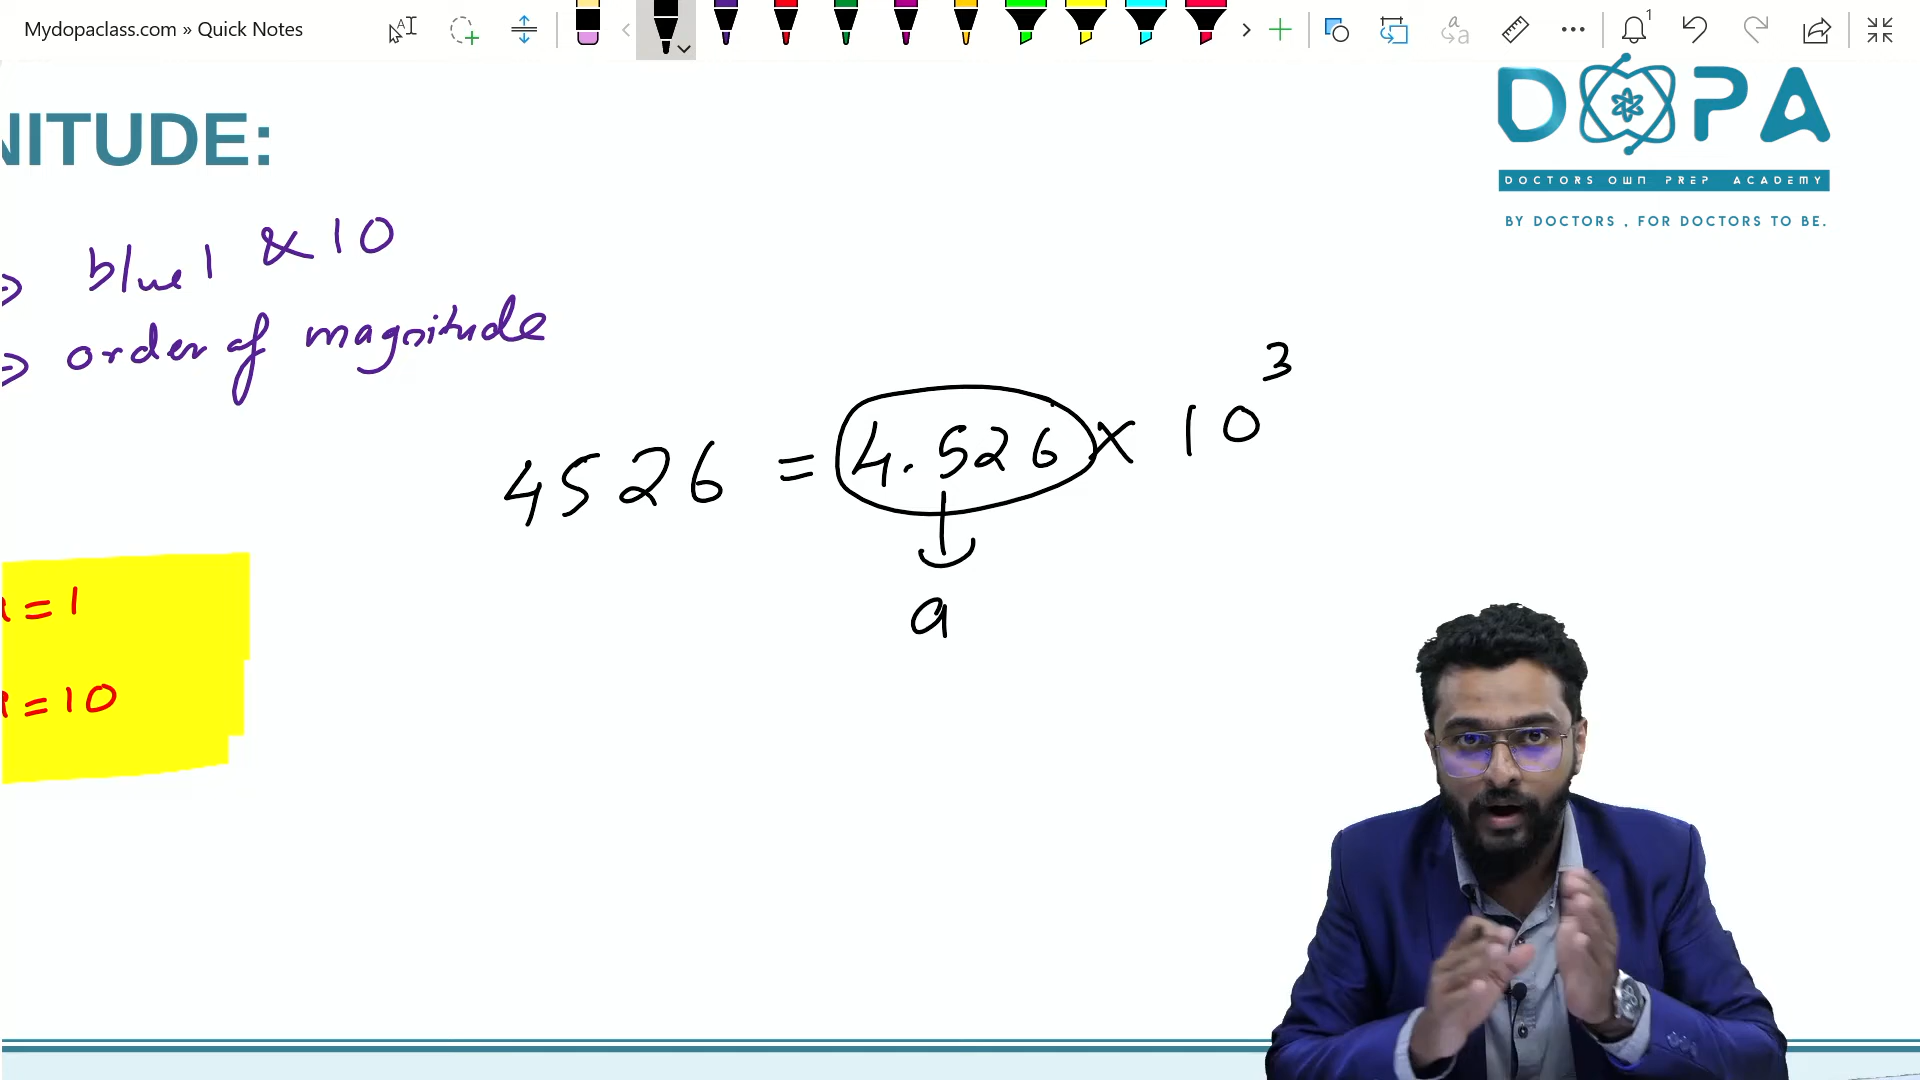 Mydopaclass.com » Quick Notes
DOPA
DOCTORS OWN PREP ACADEMY
BY DOCTORS , FOR DOCTORS TO BE.
NITUDE:
b/w 1 & 10
order of magnitude
4526 = 4.526 × 10³
a
= 1
= 10